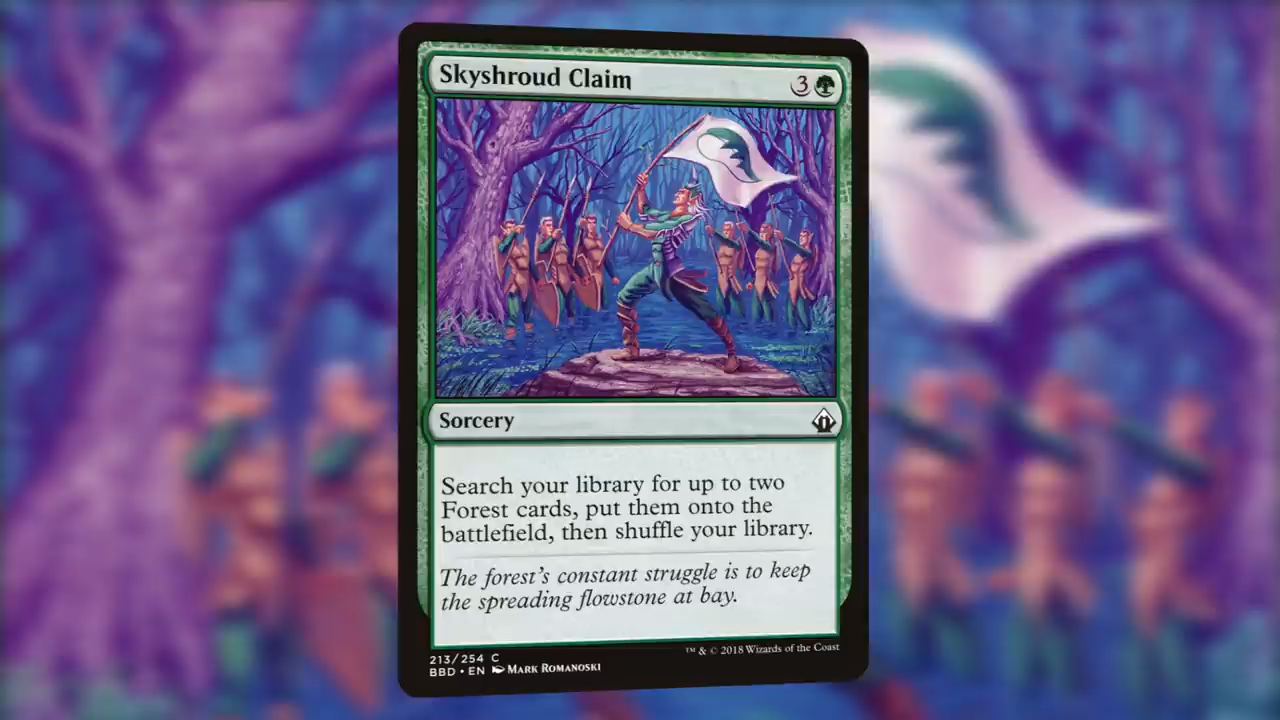 Skyshroud Claim 3
Sorcery
Search your library for up to two
Forest cards, put them onto the
battlefield, then shuffle your library.
The forest's constant struggle is to keep
the spreading flowstone at bay.
213/254 C
™ & © 2018 Wizards of the Coast
BBD • EN Mark Romanoski